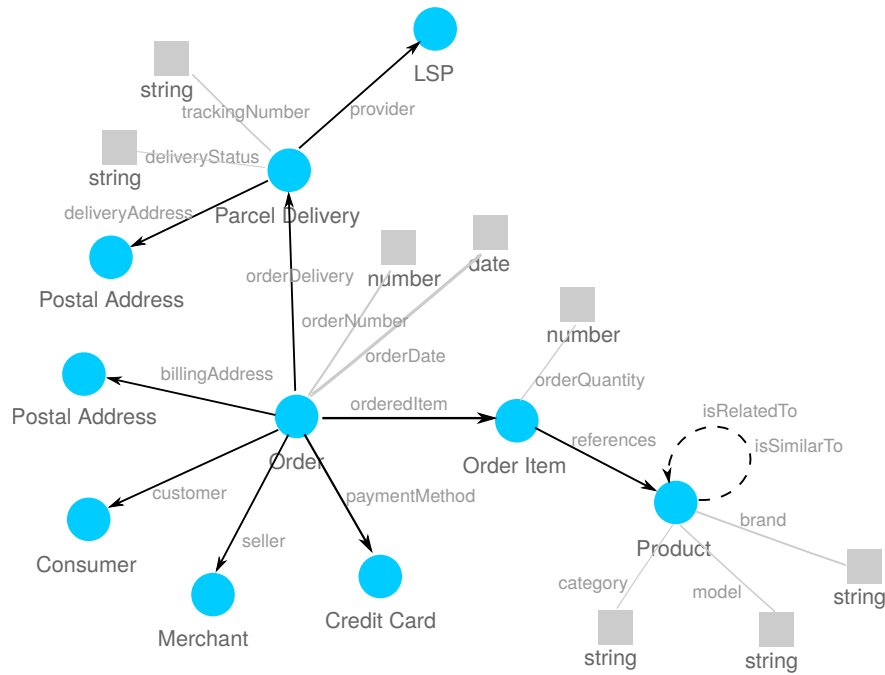 LSP
string
trackingNumber
provider
deliveryStatus
string
deliveryAddress
Parcel Delivery
Postal Address
orderDelivery
number
date
orderNumber
orderDate
number
orderQuantity
billingAddress
Postal Address
orderedItem
Order
Order Item
references
isRelatedTo
isSimilarTo
customer
Consumer
seller
Merchant
paymentMethod
Credit Card
Product
brand
string
category
string
model
string